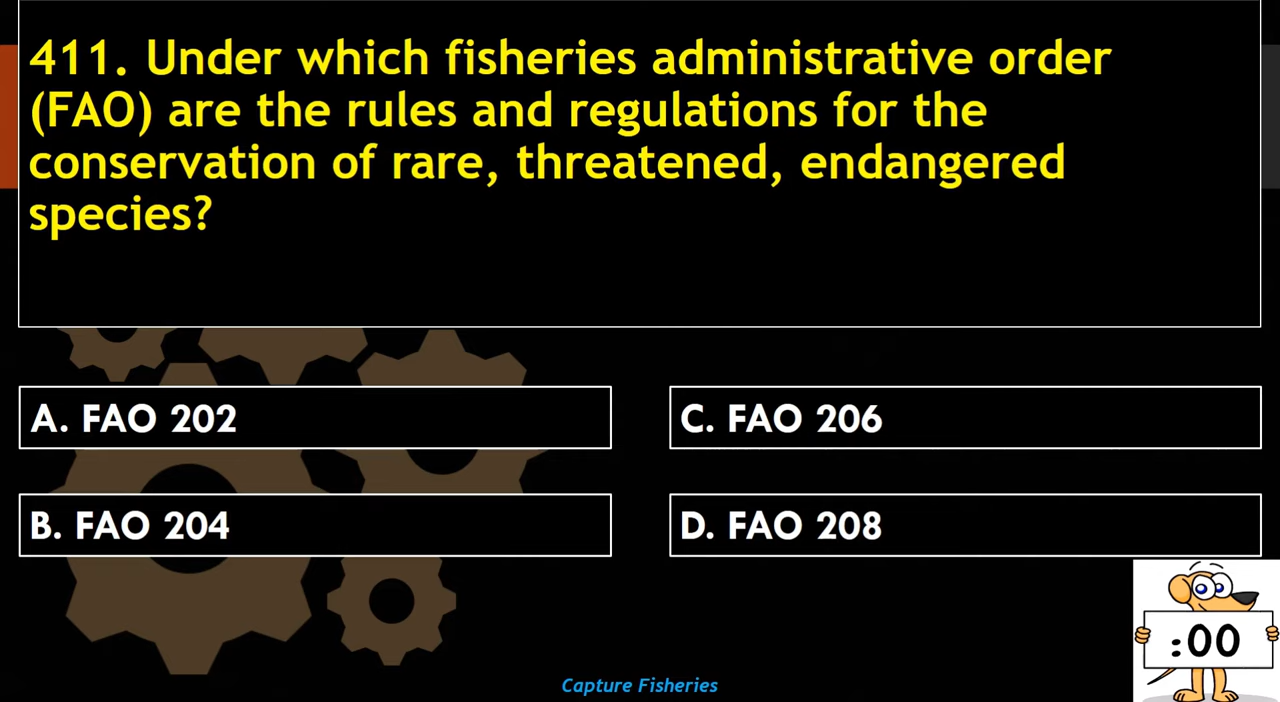 411. Under which fisheries administrative order
(FAO) are the rules and regulations for the
conservation of rare, threatened, endangered
species?
A. FAO 202
C. FAO 206
B. FAO 204
D. FAO 208
:00
Capture Fisheries